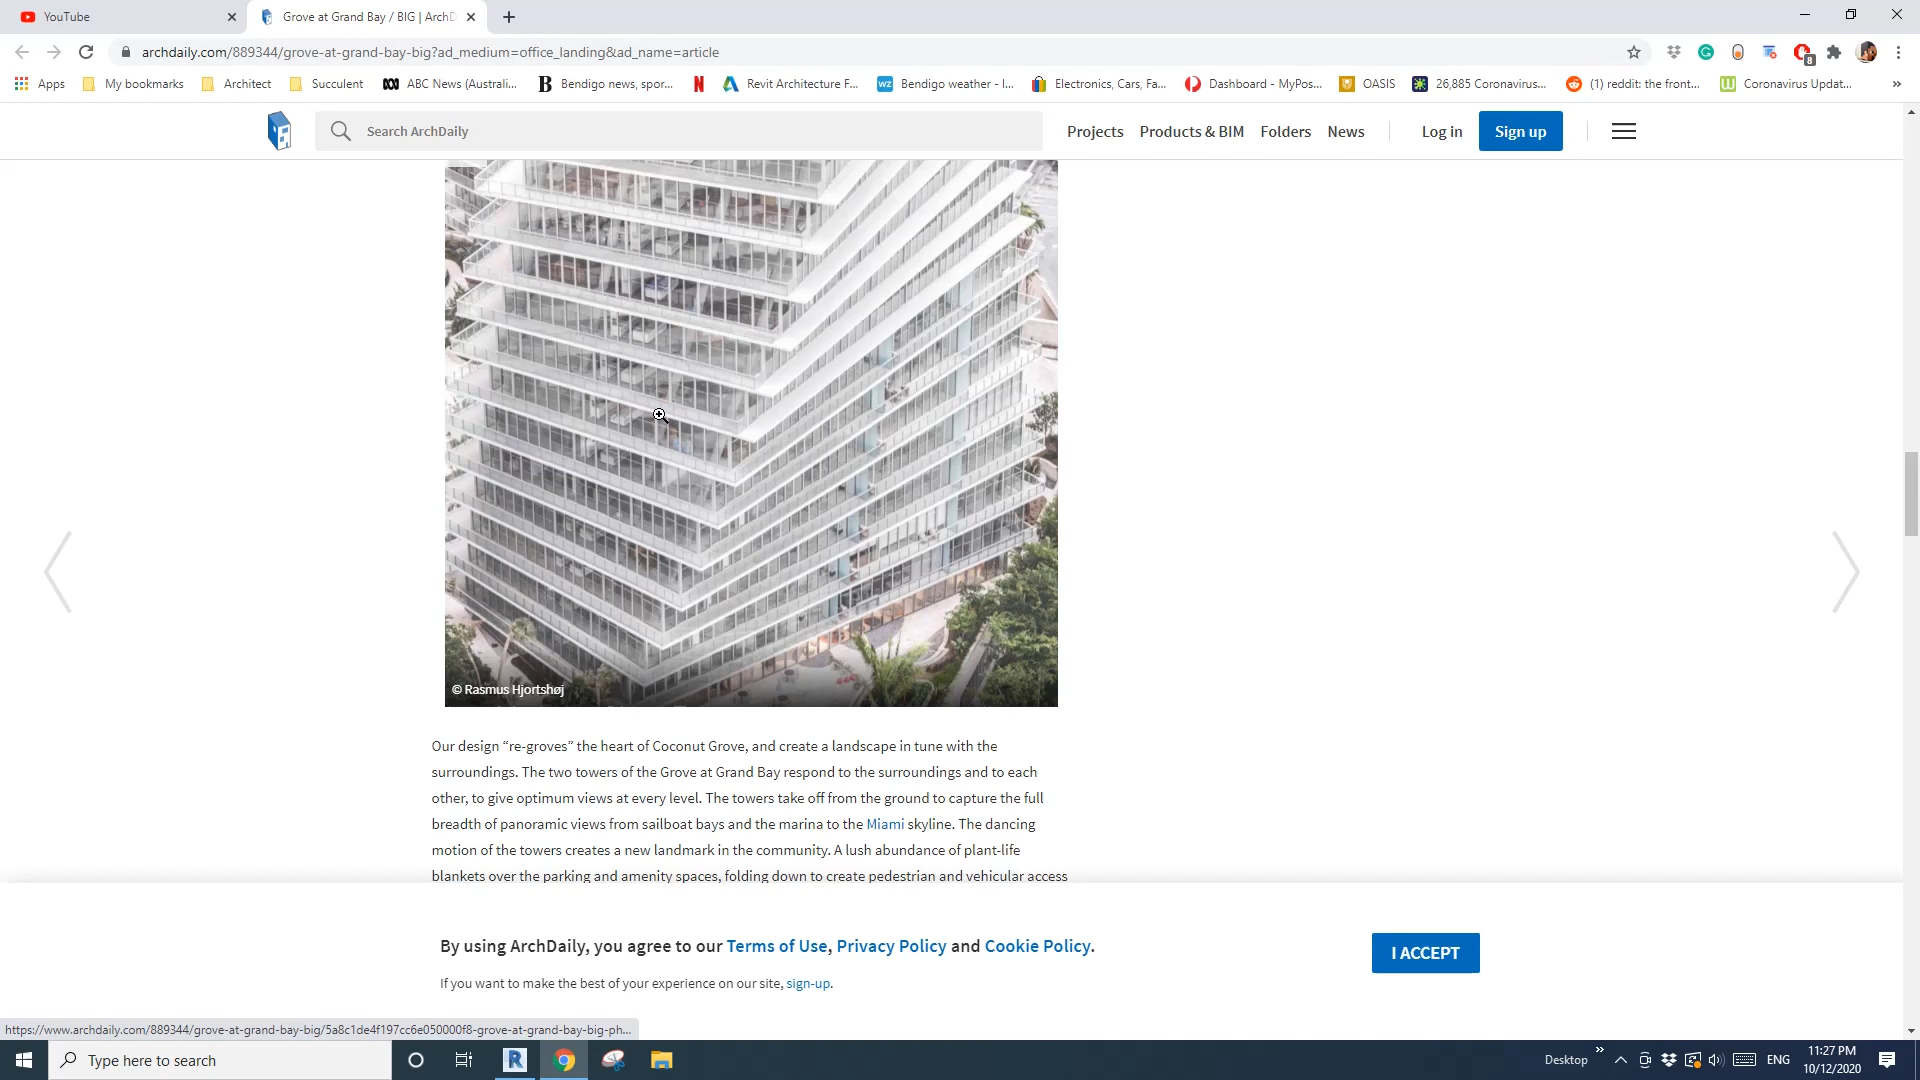 YouTube
Grove at Grand Bay / BIG | ArchD
archdaily.com/889344/grove-at-grand-bay-big?ad_medium=office_landing&ad_name=article
8
Apps My bookmarks Architect Succulent ABC News (Australi... Bendigo news, spor... Revit Architecture F... Bendigo weather - I... Electronics, Cars, Fa... Dashboard - MyPos... OASIS 26,885 Coronavirus... (1) reddit: the front... Coronavirus Updat... »
Search ArchDaily
Projects Products & BIM Folders News Log in Sign up
© Rasmus Hjortshøj
Our design “re-groves” the heart of Coconut Grove, and create a landscape in tune with the
surroundings. The two towers of the Grove at Grand Bay respond to the surroundings and to each
other, to give optimum views at every level. The towers take off from the ground to capture the full
breadth of panoramic views from sailboat bays and the marina to the Miami skyline. The dancing
motion of the towers creates a new landmark in the community. A lush abundance of plant-life
blankets over the parking and amenity spaces, folding down to create pedestrian and vehicular access
By using ArchDaily, you agree to our Terms of Use, Privacy Policy and Cookie Policy.
I ACCEPT
If you want to make the best of your experience on our site, sign-up.
https://www.archdaily.com/889344/grove-at-grand-bay-big/5a8c1de4f197cc6e050000f8-grove-at-grand-bay-big-ph...
Type here to search
Desktop » ENG
11:27 PM
10/12/2020